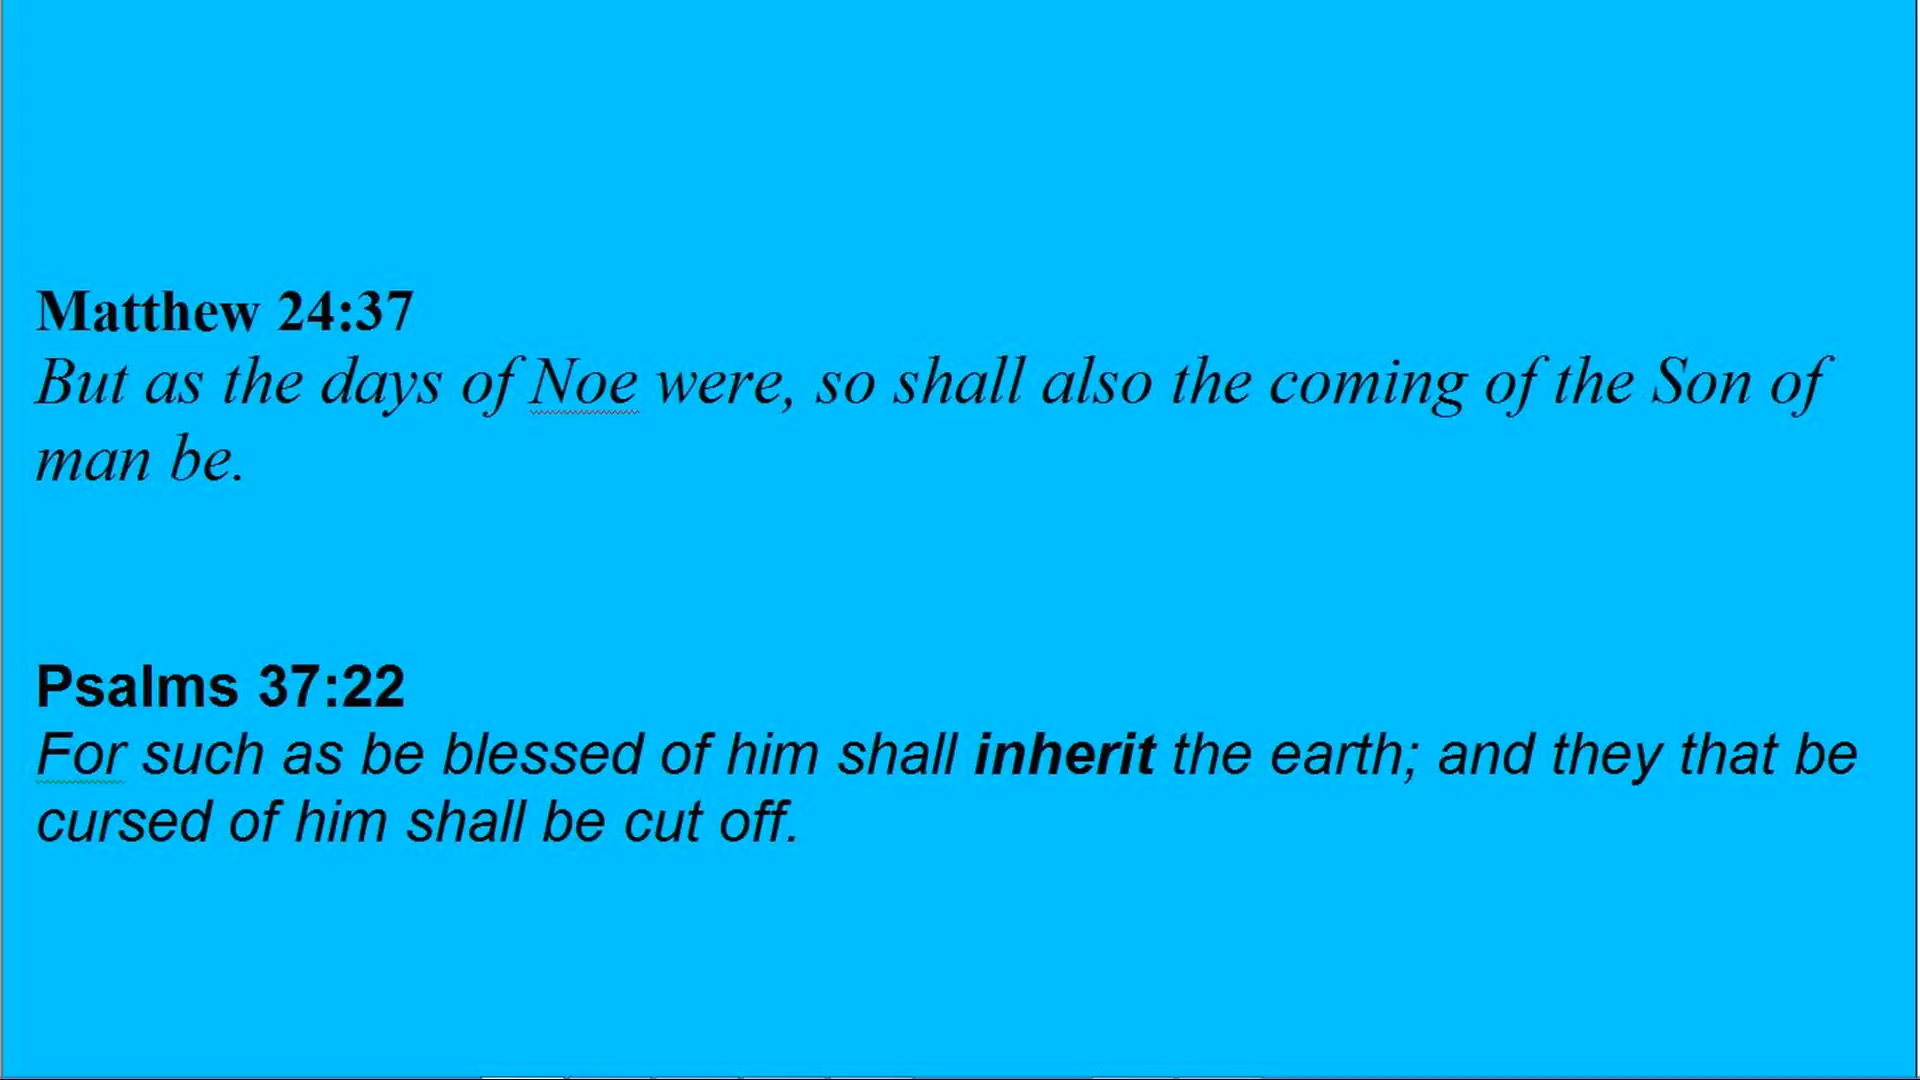 Matthew 24:37
But as the days of Noe were, so shall also the coming of the Son of
man be.
Psalms 37:22
For such as be blessed of him shall inherit the earth; and they that be
cursed of him shall be cut off.